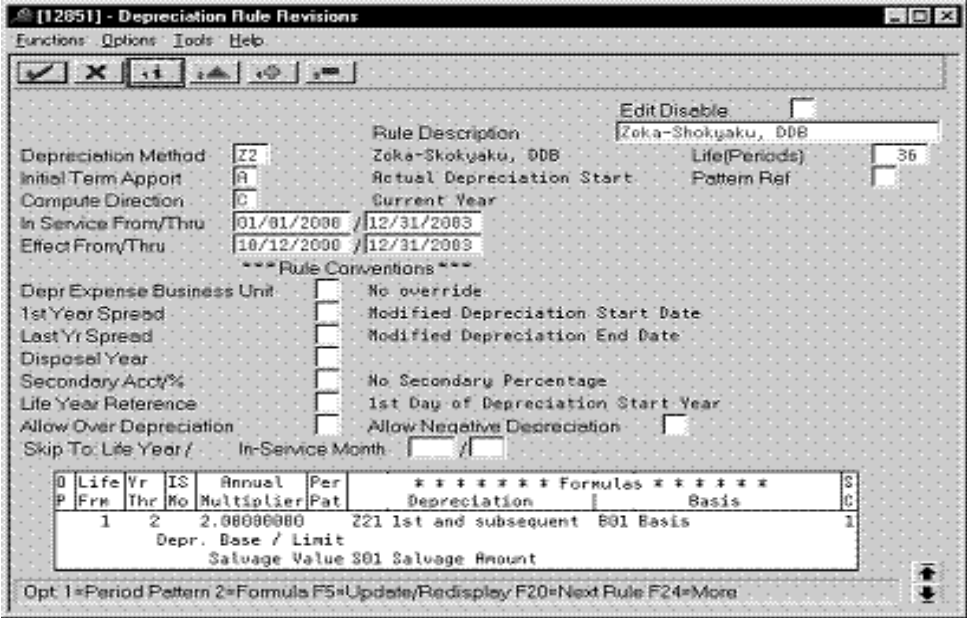 [12851] - Depreciation Rule Revisions
Functions Options Tools Help
Edit Disable
Rule Description Zoka-Shokyaku, DDB
Depreciation Method Z2 Zoka-Skokyaku, DDB Life(Periods) 36
Initial Term Apport A Actual Depreciation Start Pattern Ref
Compute Direction C Current Year
In Service From/Thru 01/01/2000 / 12/31/2003
Effect From/Thru 10/12/2000 / 12/31/2003
*** Rule Conventions ***
Depr Expense Business Unit No override
1st Year Spread Modified Depreciation Start Date
Last Yr Spread Modified Depreciation End Date
Disposal Year
Secondary Acct/% No Secondary Percentage
Life Year Reference 1st Day of Depreciation Start Year
Allow Over Depreciation Allow Negative Depreciation
Skip To: Life Year / In-Service Month /
O Life Yr IS Annual Per * * * * * * * Formulas * * * * * * S
P Frm Thr Mo Multiplier Pat Depreciation | Basis C
1 2 2.00000000 Z21 1st and subsequent B01 Basis 1
Depr. Base / Limit
Salvage Value S01 Salvage Amount
Opt: 1=Period Pattern 2=Formula F5=Update/Redisplay F20=Next Rule F24=More